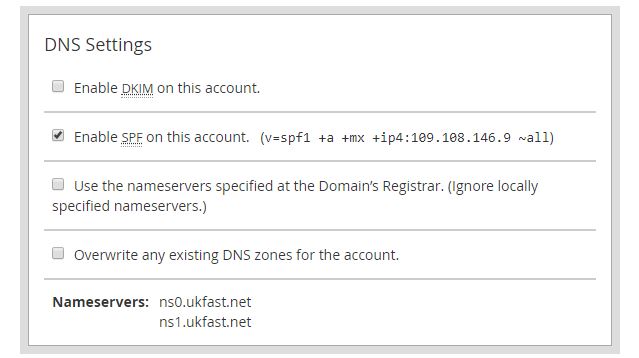 DNS Settings
Enable DKIM on this account.
Enable SPF on this account. (v=spf1 +a +mx +ip4:109.108.146.9 ~all)
Use the nameservers specified at the Domain’s Registrar. (Ignore locally
specified nameservers.)
Overwrite any existing DNS zones for the account.
Nameservers: ns0.ukfast.net
ns1.ukfast.net